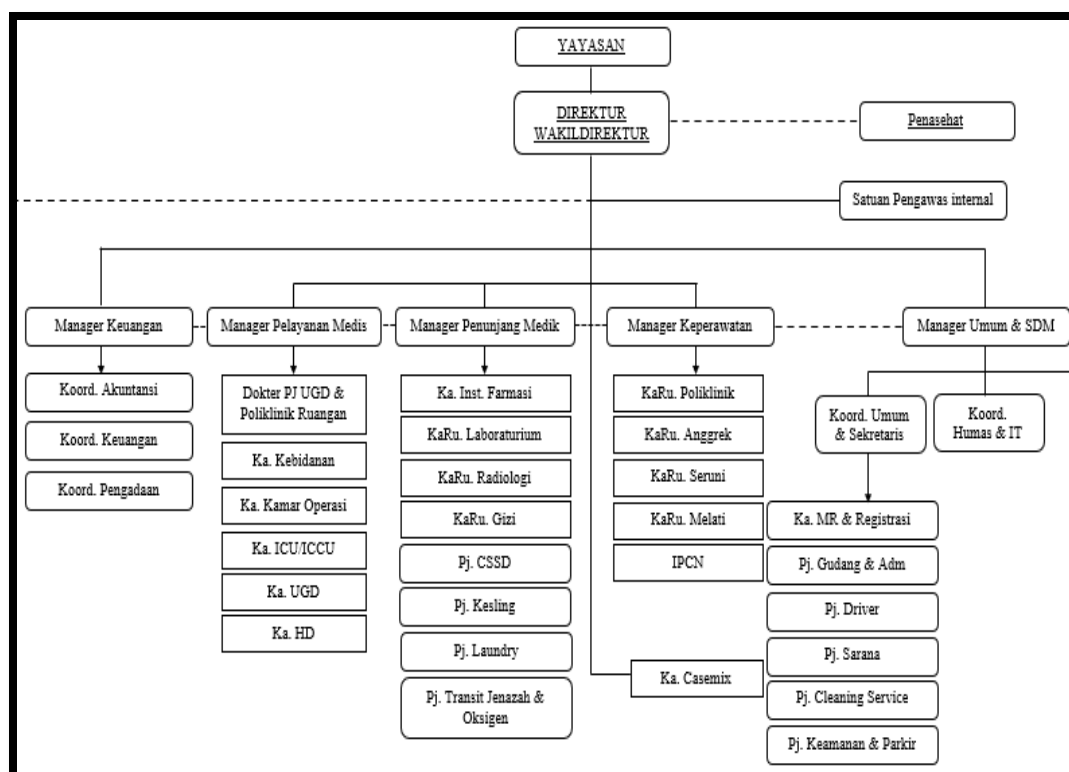 YAYASAN
DIREKTUR
WAKILDIREKTUR
Penasehat
Satuan Pengawas internal
Manager Keuangan
Manager Pelayanan Medis
Manager Penunjang Medik
Manager Keperawatan
Manager Umum & SDM
Koord. Akuntansi
Koord. Keuangan
Koord. Pengadaan
Dokter PJ UGD &
Poliklinik Ruangan
Ka. Kebidanan
Ka. Kamar Operasi
Ka. ICU/ICCU
Ka. UGD
Ka. HD
Ka. Inst. Farmasi
KaRu. Laboraturium
KaRu. Radiologi
KaRu. Gizi
Pj. CSSD
Pj. Kesling
Pj. Laundry
Pj. Transit Jenazah &
Oksigen
KaRu. Poliklinik
KaRu. Anggrek
KaRu. Seruni
KaRu. Melati
IPCN
Ka. Casemix
Koord. Umum
& Sekretaris
Koord.
Humas & IT
Ka. MR & Registrasi
Pj. Gudang & Adm
Pj. Driver
Pj. Sarana
Pj. Cleaning Service
Pj. Keamanan & Parkir